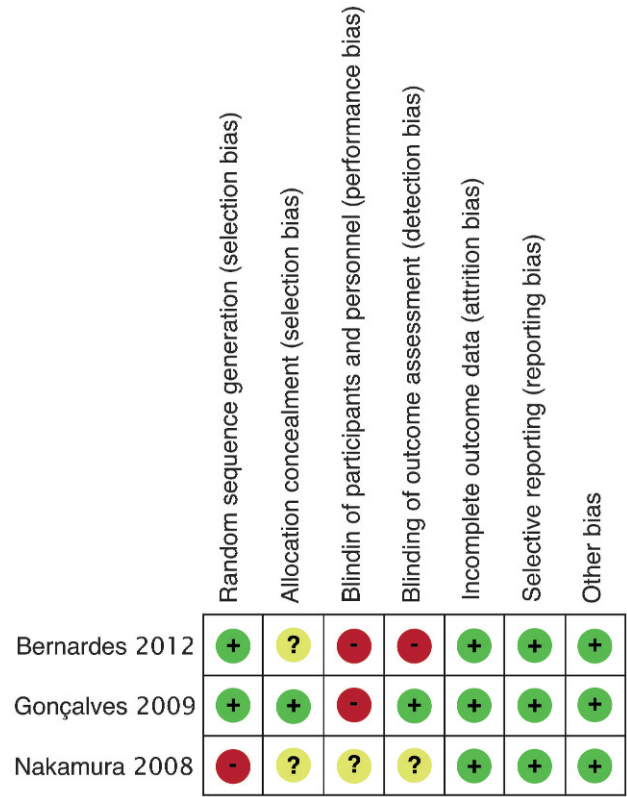 Random sequence generation (selection bias)
Allocation concealment (selection bias)
Blindin of participants and personnel (performance bias)
Blinding of outcome assessment (detection bias)
Incomplete outcome data (attrition bias)
Selective reporting (reporting bias)
Other bias
Bernardes 2012 + ? - - + + +
Gonçalves 2009 + + - + + + +
Nakamura 2008 - ? ? ? + + +